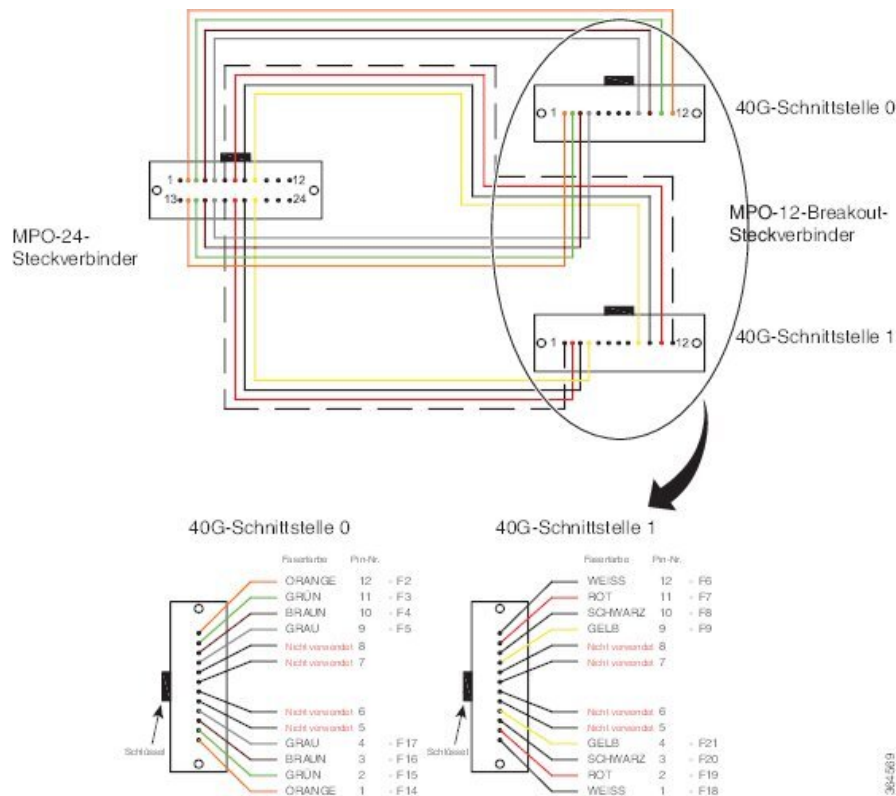 1 12
40G-Schnittstelle 0
1 12
13 24
MPO-24-
Steckverbinder
MPO-12-Breakout-
Steckverbinder
1 12
40G-Schnittstelle 1
40G-Schnittstelle 0
Faserfarbe Pin-Nr.
ORANGE 12 - F2
GRÜN 11 - F3
BRAUN 10 - F4
GRAU 9 - F5
Nicht verwendet 8
Nicht verwendet 7
Nicht verwendet 6
Nicht verwendet 5
GRAU 4 - F17
BRAUN 3 - F16
GRÜN 2 - F15
ORANGE 1 - F14
Schlüssel
40G-Schnittstelle 1
Faserfarbe Pin-Nr.
WEISS 12 - F6
ROT 11 - F7
SCHWARZ 10 - F8
GELB 9 - F9
Nicht verwendet 8
Nicht verwendet 7
Nicht verwendet 6
Nicht verwendet 5
GELB 4 - F21
SCHWARZ 3 - F20
ROT 2 - F19
WEISS 1 - F18
Schlüssel
364569